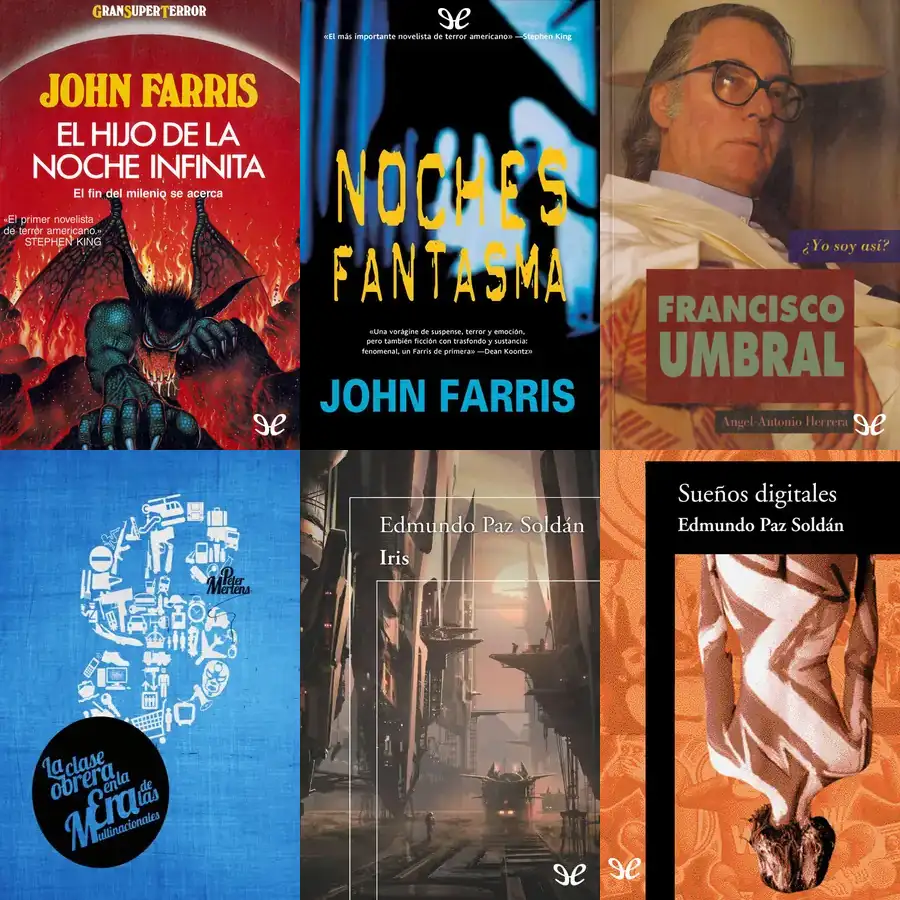 GRANSUPERTERROR
JOHN FARRIS
EL HIJO DE LA
NOCHE INFINITA
El fin del milenio se acerca
«El primer novelista
de terror americano.»
STEPHEN KING
«El más importante novelista de terror americano» —Stephen King
NOCHES
FANTASMA
«Una vorágine de suspense, terror y emoción,
pero también ficción con trasfondo y sustancia:
fenomenal, un Farris de primera» —Dean Koontz»
JOHN FARRIS
¿Yo soy así?
FRANCISCO
UMBRAL
Angel-Antonio Herrera
Peter
Mertens
La clase
obrera en la
Era de las
Multinacionales
Edmundo Paz Soldán
Iris
Sueños digitales
Edmundo Paz Soldán